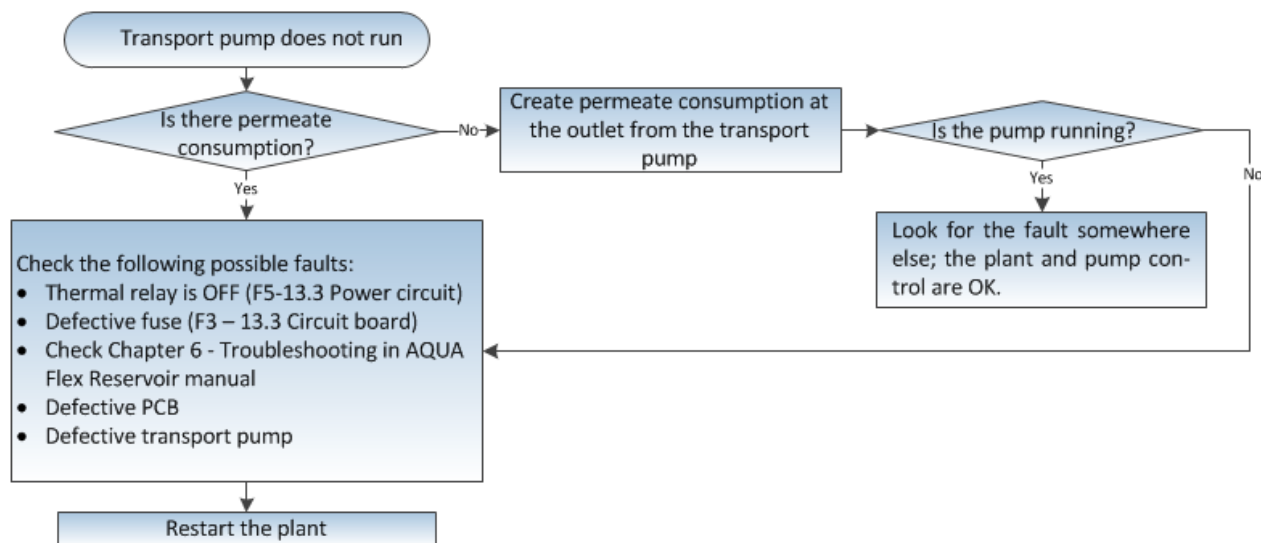 Transport pump does not run
Is there permeate
consumption?
No
Create permeate consumption at
the outlet from the transport
pump
Is the pump running?
No
Yes
Yes
Look for the fault somewhere
else; the plant and pump con-
trol are OK.
Check the following possible faults:
• Thermal relay is OFF (F5-13.3 Power circuit)
• Defective fuse (F3 – 13.3 Circuit board)
• Check Chapter 6 - Troubleshooting in AQUA
Flex Reservoir manual
• Defective PCB
• Defective transport pump
Restart the plant